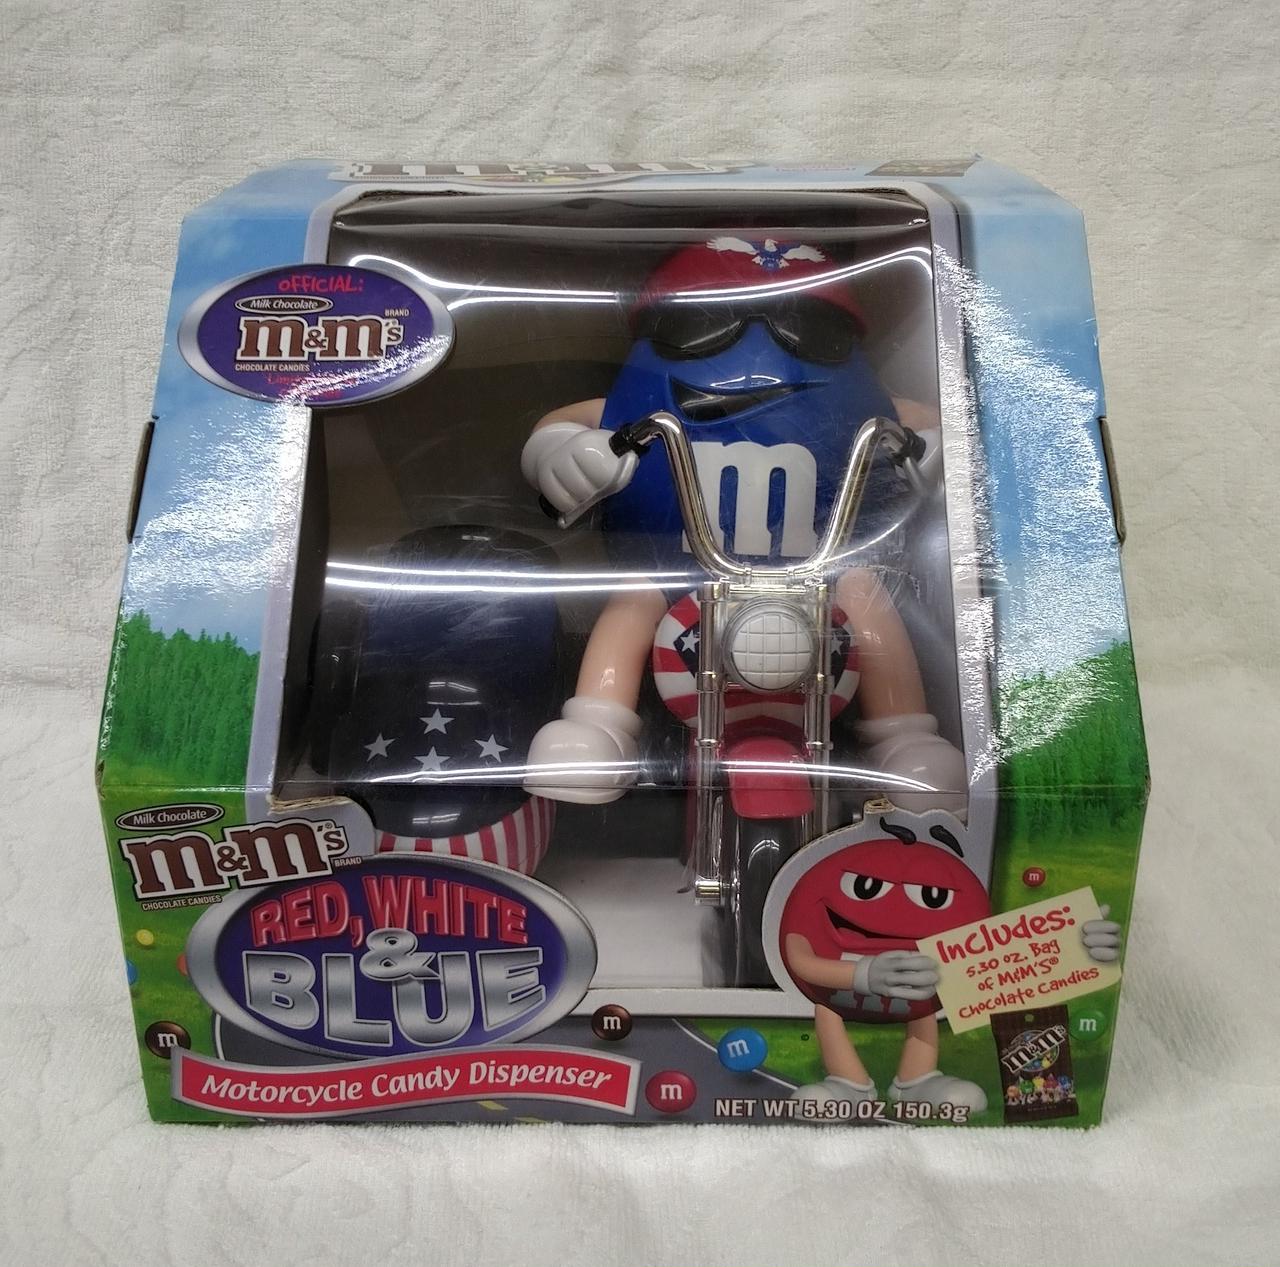 m&m's
OFFICIAL:
Milk Chocolate
m&m's
BRAND
CHOCOLATE CANDIES
m
Milk Chocolate
m&m's®
BRAND
CHOCOLATE CANDIES
RED, WHITE
&
BLUE
Motorcycle Candy Dispenser
Includes:
5.30 oz. Bag
of M&M'S®
Chocolate Candies
m
m
m
m
m
m
m
m&m's
NET WT 5.30 OZ 150.3g